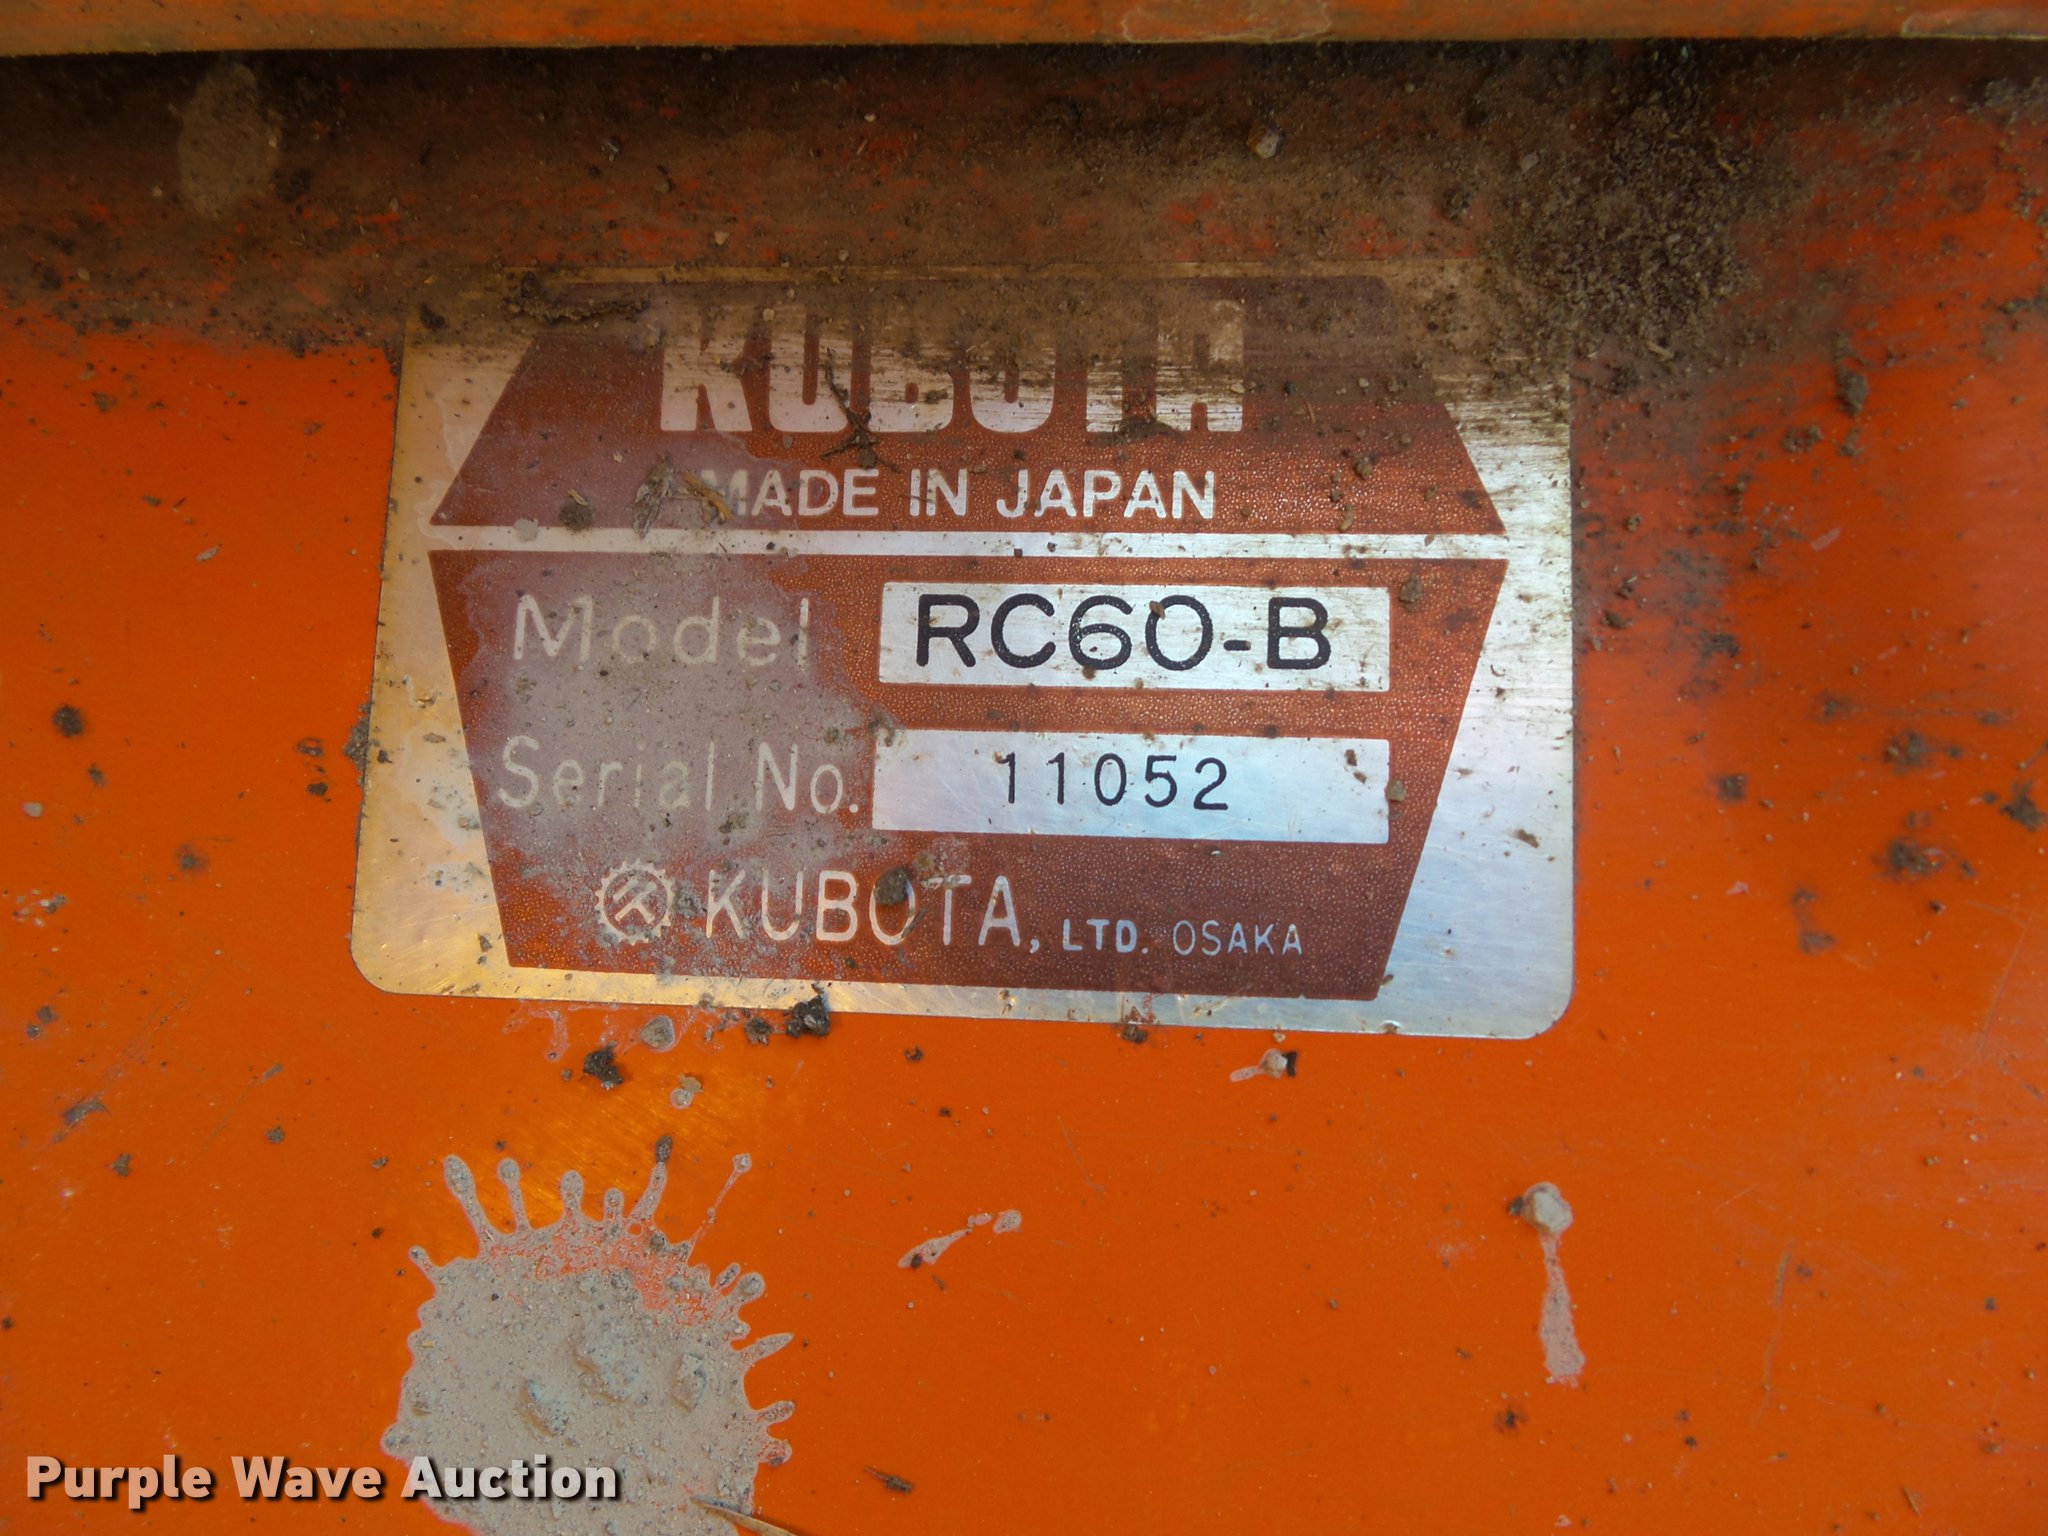 KUBOTA
MADE IN JAPAN
Model RC60-B
Serial No. 11052
KUBOTA, LTD. OSAKA
Purple Wave Auction